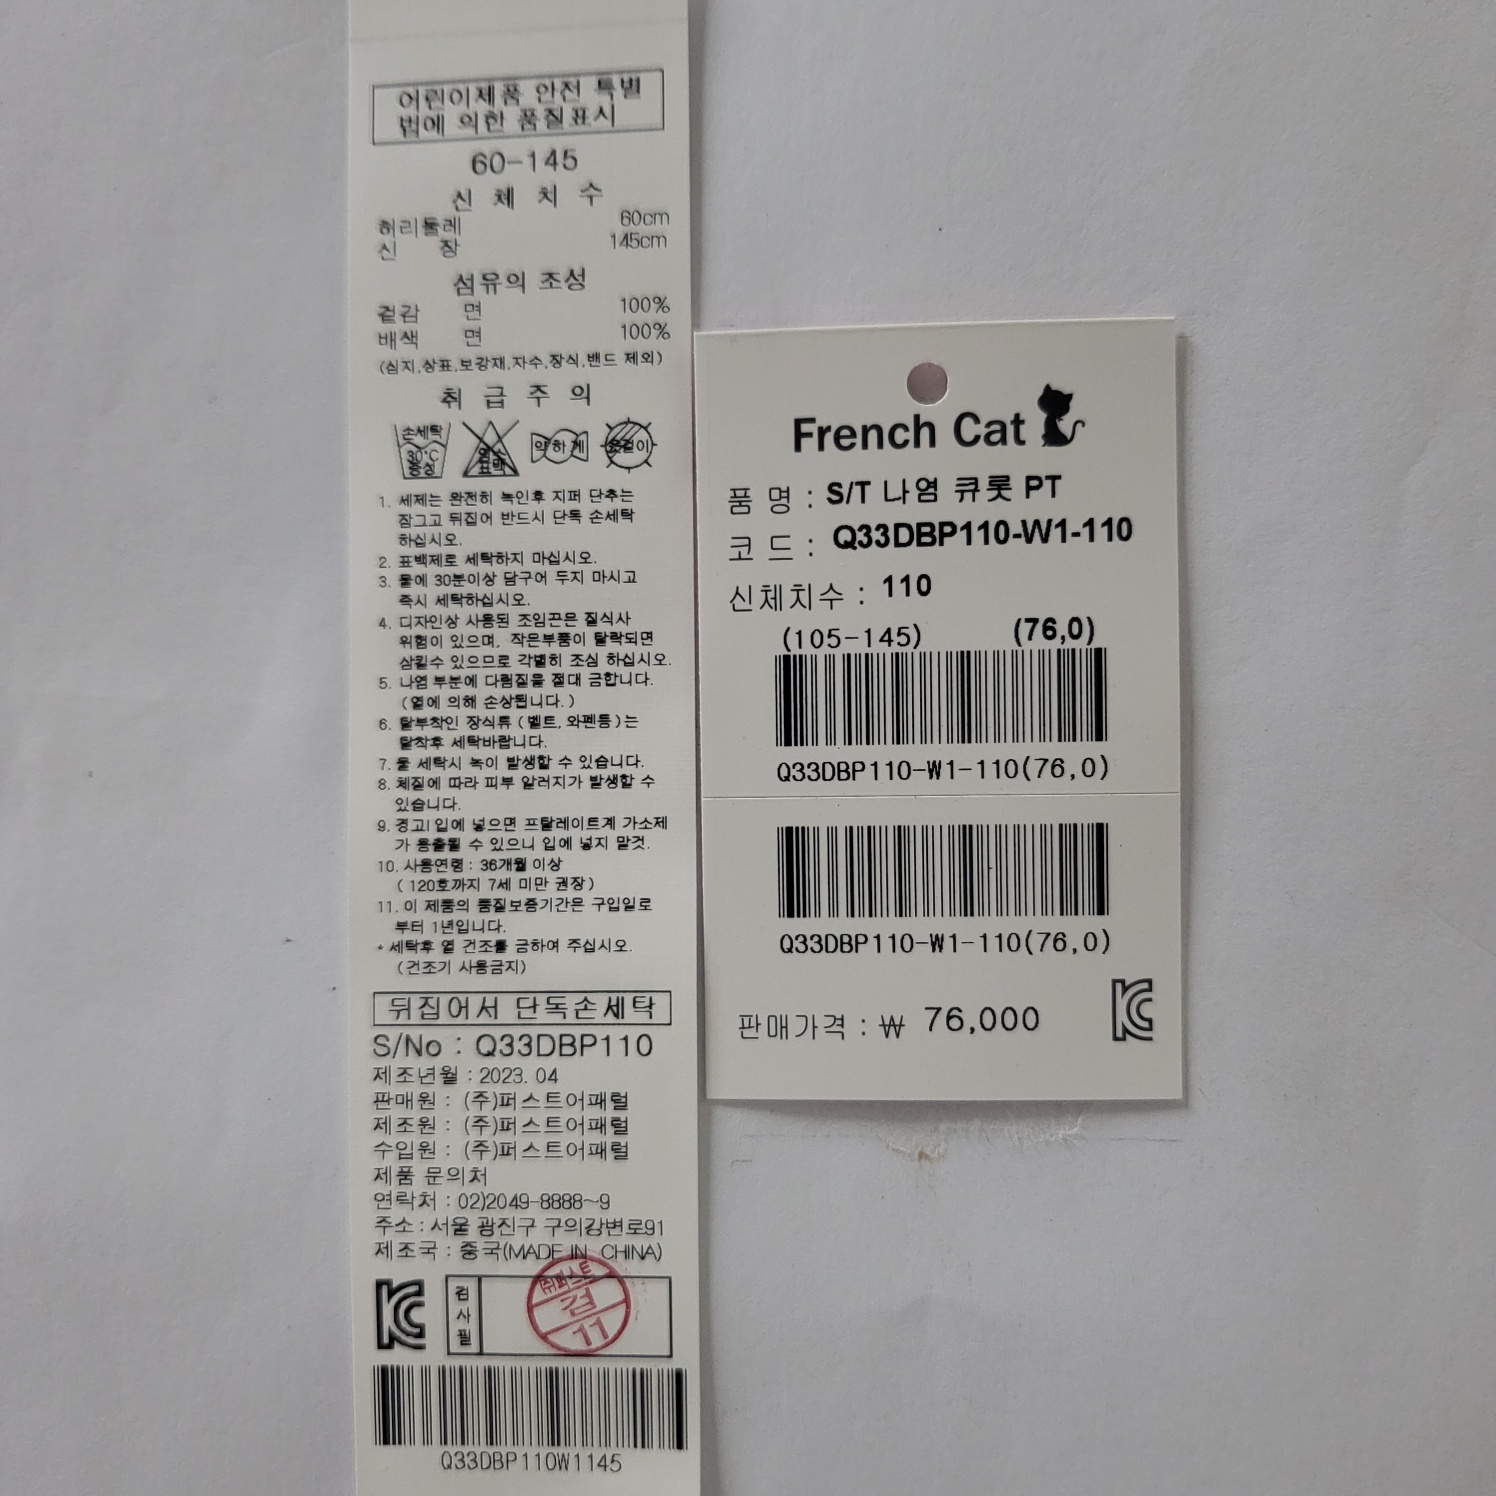 어린이제품 안전 특별
법에 의한 품질표시
60-145
신 체 치 수
허리둘레 60cm
신 장 145cm
섬유의 조성
겉감 면 100%
배색 면 100%
(심지,상표,보강재,자수,장식,밴드 제외)
취 급 주 의
손세탁
30°C
중성
염소
표백
약하게
옷걸이
1. 세제는 완전히 녹인후 지퍼 단추는
잠그고 뒤집어 반드시 단독 손세탁
하십시오.
2. 표백제로 세탁하지 마십시오.
3. 물에 30분이상 담구어 두지 마시고
즉시 세탁하십시오.
4. 디자인상 사용된 조임끈은 질식사
위험이 있으며, 작은부품이 탈락되면
삼킬수 있으므로 각별히 조심 하십시오.
5. 나염 부분에 다림질을 절대 금합니다.
(열에 의해 손상됩니다.)
6. 탈부착인 장식류 (벨트, 와펜등)는
탈착후 세탁바랍니다.
7. 물 세탁시 녹이 발생할 수 있습니다.
8. 체질에 따라 피부 알러지가 발생할 수
있습니다.
9. 경고! 입에 넣으면 프탈레이트계 가소제
가 용출될 수 있으니 입에 넣지 말것.
10. 사용연령 : 36개월 이상
( 120호까지 7세 미만 권장 )
11. 이 제품의 품질보증기간은 구입일로
부터 1년입니다.
* 세탁후 열 건조를 금하여 주십시오.
(건조기 사용금지)
뒤집어서 단독손세탁
S/No : Q33DBP110
제조년월 : 2023. 04
판매원 : (주)퍼스트어패럴
제조원 : (주)퍼스트어패럴
수입원 : (주)퍼스트어패럴
제품 문의처
연락처 : 02)2049-8888~9
주소 : 서울 광진구 구의강변로91
제조국 : 중국(MADE IN CHINA)
KC
검사필
㈜퍼스트
검
11
Q33DBP110W1145
French Cat
품 명 : S/T 나염 큐롯 PT
코 드 : Q33DBP110-W1-110
신체치수 : 110
(105-145) (76,0)
Q33DBP110-W1-110(76,0)
Q33DBP110-W1-110(76,0)
판매가격 : ₩ 76,000
KC